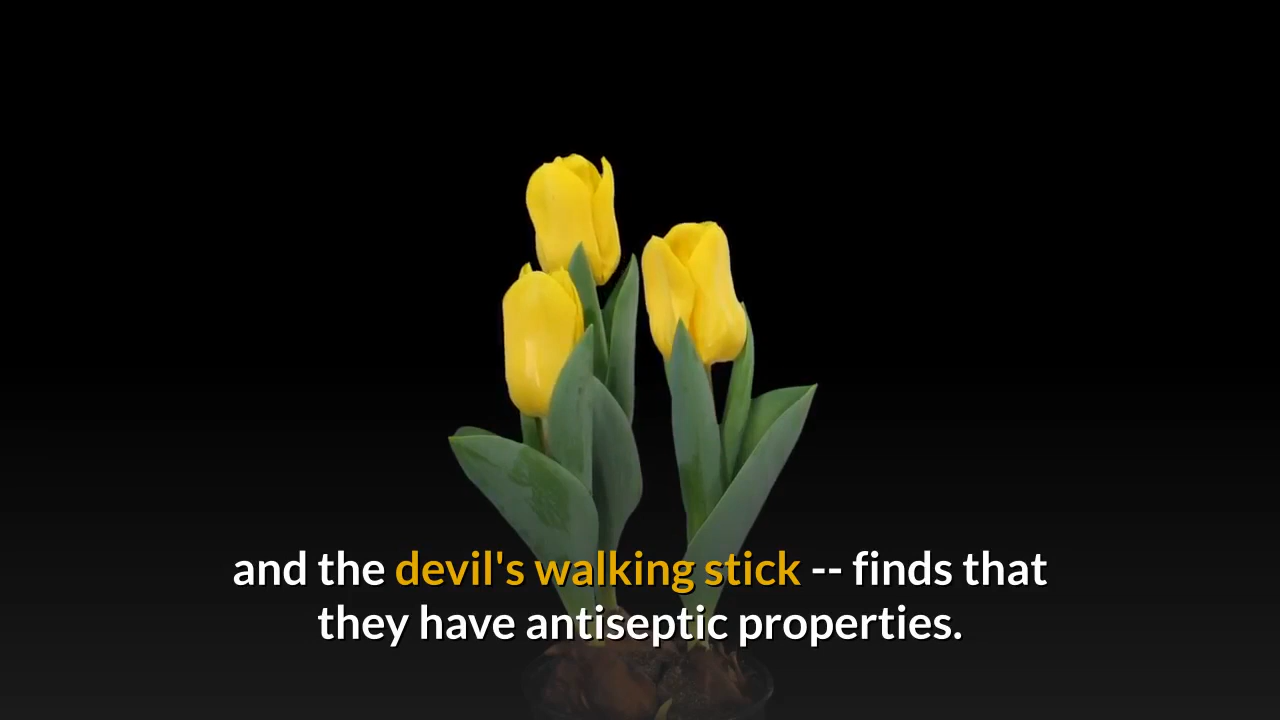 and the devil's walking stick -- finds that
they have antiseptic properties.